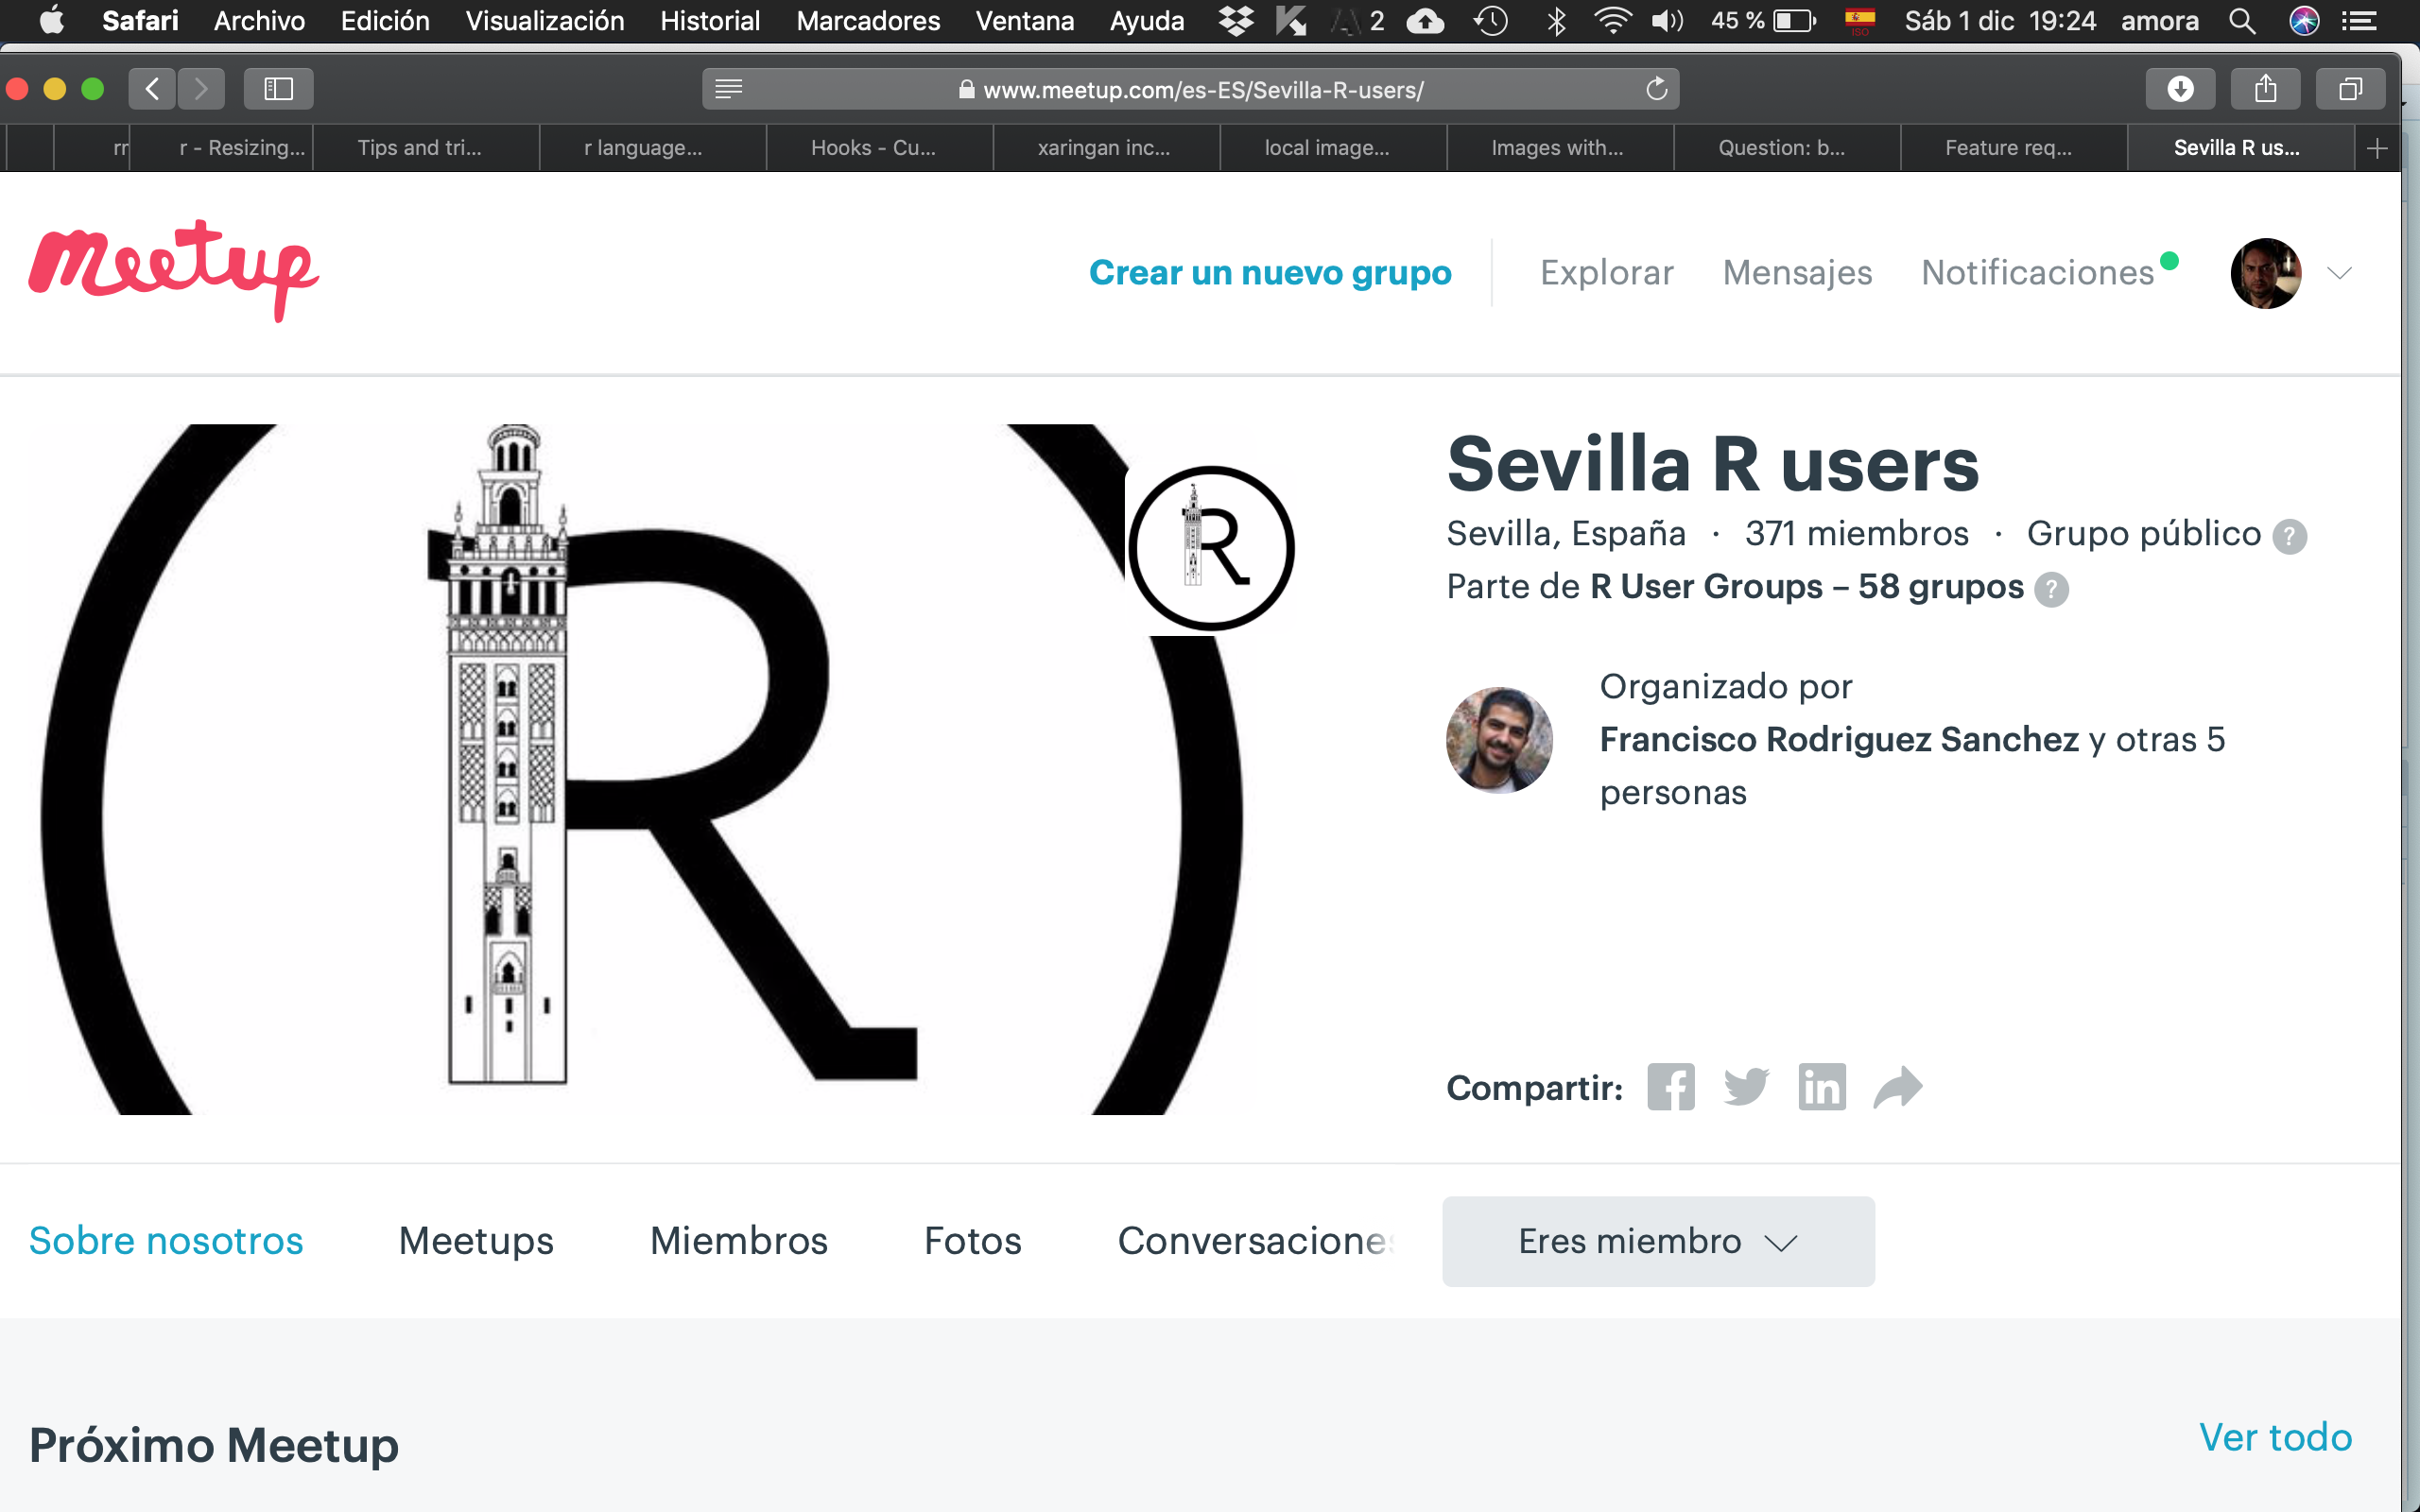 Safari Archivo Edición Visualización Historial Marcadores Ventana Ayuda 2 45 % ISO Sáb 1 dic 19:24 amora
www.meetup.com/es-ES/Sevilla-R-users/
r - Resizing... Tips and tri... r language... Hooks - Cu... xaringan inc... local image... Images with... Question: b... Feature req... Sevilla R us...
Meetup
Crear un nuevo grupo Explorar Mensajes Notificaciones
R
R
Sevilla R users
Sevilla, España · 371 miembros · Grupo público ?
Parte de R User Groups – 58 grupos ?
Organizado por
Francisco Rodriguez Sanchez y otras 5
personas
Compartir:
Sobre nosotros Meetups Miembros Fotos Conversaciones Eres miembro
Próximo Meetup Ver todo